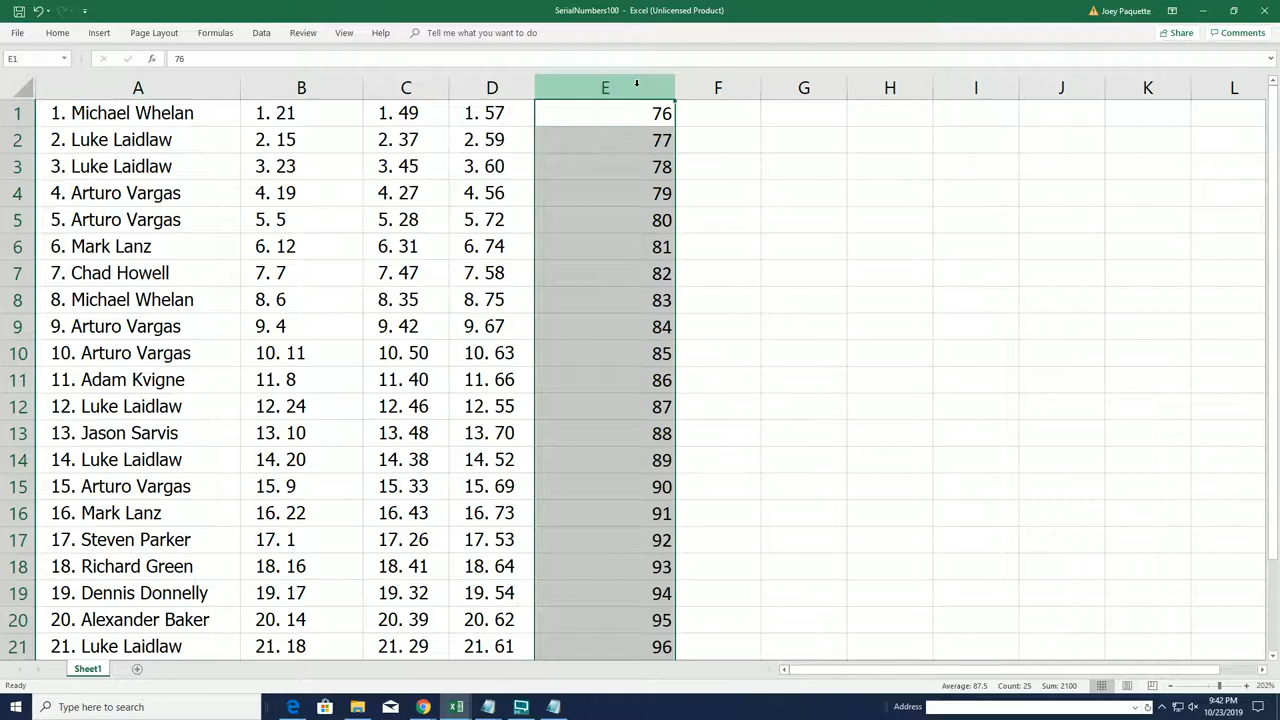 SerialNumbers100 - Excel (Unlicensed Product)
Joey Paquette
File Home Insert Page Layout Formulas Data Review View Help Tell me what you want to do
Share Comments
E1 fx 76
A B C D E F G H I J K L
1 1. Michael Whelan 1. 21 1. 49 1. 57 76
2 2. Luke Laidlaw 2. 15 2. 37 2. 59 77
3 3. Luke Laidlaw 3. 23 3. 45 3. 60 78
4 4. Arturo Vargas 4. 19 4. 27 4. 56 79
5 5. Arturo Vargas 5. 5 5. 28 5. 72 80
6 6. Mark Lanz 6. 12 6. 31 6. 74 81
7 7. Chad Howell 7. 7 7. 47 7. 58 82
8 8. Michael Whelan 8. 6 8. 35 8. 75 83
9 9. Arturo Vargas 9. 4 9. 42 9. 67 84
10 10. Arturo Vargas 10. 11 10. 50 10. 63 85
11 11. Adam Kvigne 11. 8 11. 40 11. 66 86
12 12. Luke Laidlaw 12. 24 12. 46 12. 55 87
13 13. Jason Sarvis 13. 10 13. 48 13. 70 88
14 14. Luke Laidlaw 14. 20 14. 38 14. 52 89
15 15. Arturo Vargas 15. 9 15. 33 15. 69 90
16 16. Mark Lanz 16. 22 16. 43 16. 73 91
17 17. Steven Parker 17. 1 17. 26 17. 53 92
18 18. Richard Green 18. 16 18. 41 18. 64 93
19 19. Dennis Donnelly 19. 17 19. 32 19. 54 94
20 20. Alexander Baker 20. 14 20. 39 20. 62 95
21 21. Luke Laidlaw 21. 18 21. 29 21. 61 96
Sheet1
Ready Average: 87.5 Count: 25 Sum: 2100 202%
Type here to search Address 9:42 PM
10/23/2019